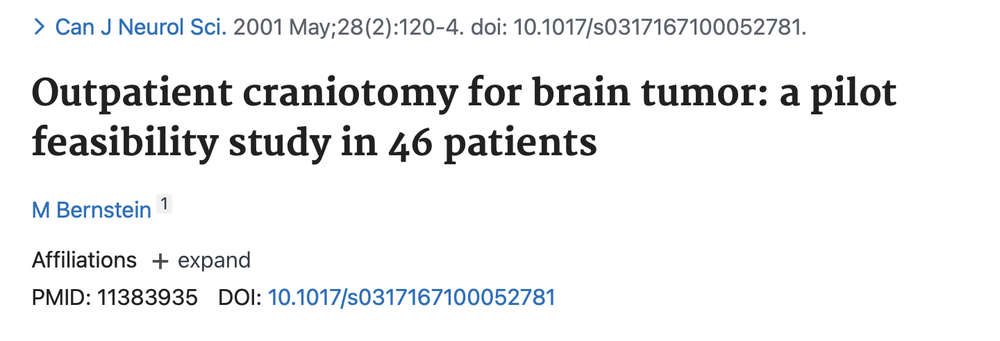 > Can J Neurol Sci. 2001 May;28(2):120-4. doi: 10.1017/s0317167100052781.
Outpatient craniotomy for brain tumor: a pilot
feasibility study in 46 patients
M Bernstein 1
Affiliations + expand
PMID: 11383935 DOI: 10.1017/s0317167100052781